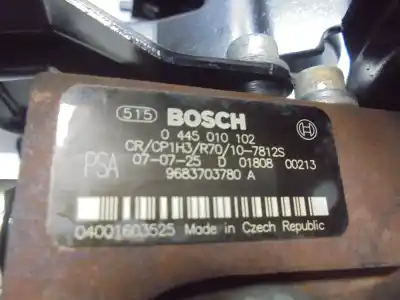 515 BOSCH
0 445 010 102
CR/CP1H3/R70/10-7812S
PSA 07-07-25 D 01808 00213
9683703780 A
04001603525 Made in Czech Republic